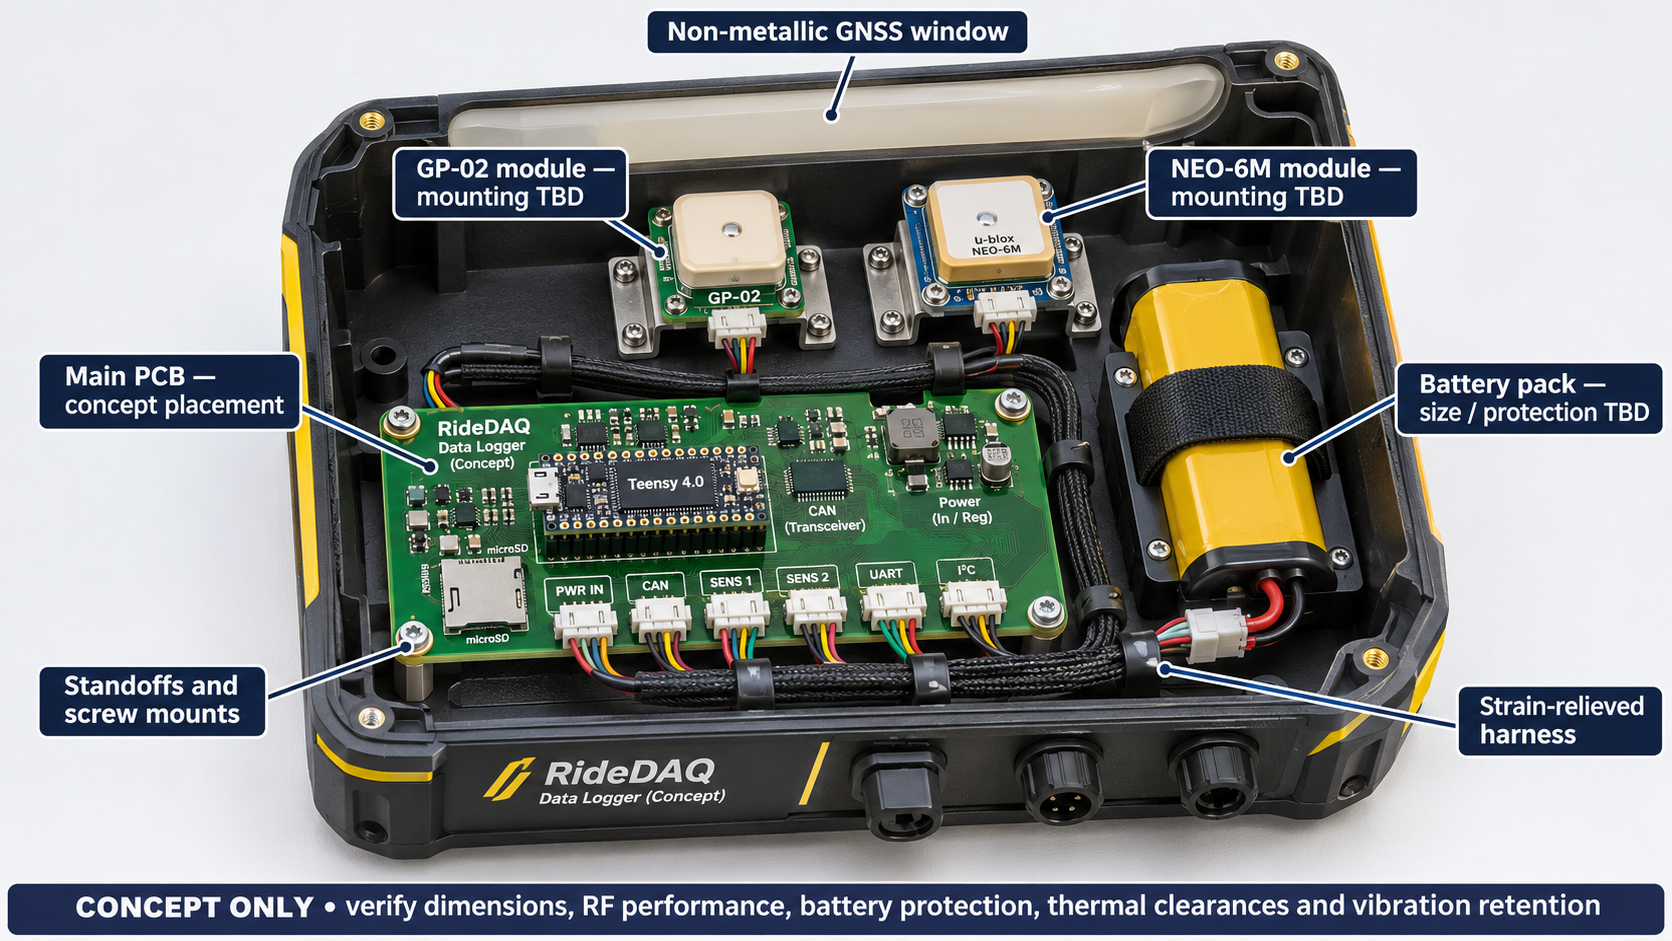 Non-metallic GNSS window
GP-02 module —
mounting TBD
NEO-6M module —
mounting TBD
u-blox
NEO-6M
GP-02
Main PCB —
concept placement
Battery pack —
size / protection TBD
RideDAQ
Data Logger
(Concept)
Teensy 4.0
CAN
(Transceiver)
Power
(In / Reg)
microSD
microSD
PWR IN
CAN
SENS 1
SENS 2
UART
I²C
Standoffs and
screw mounts
Strain-relieved
harness
RideDAQ
Data Logger (Concept)
CONCEPT ONLY • verify dimensions, RF performance, battery protection, thermal clearances and vibration retention